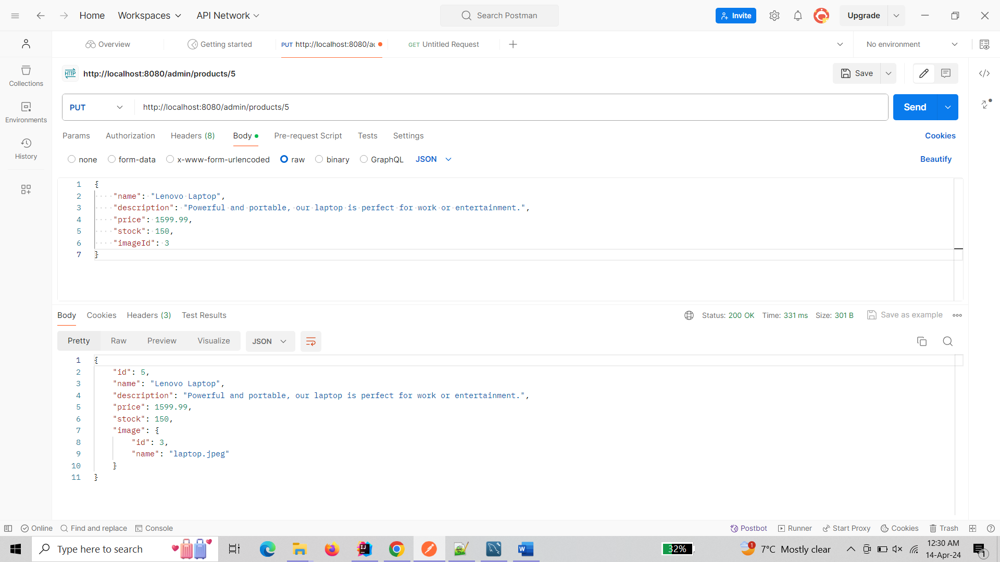 Home Workspaces API Network Search Postman Invite Upgrade
Overview Getting started PUT http://localhost:8080/ac GET Untitled Request No environment
HTTP http://localhost:8080/admin/products/5 Save
PUT http://localhost:8080/admin/products/5 Send
Params Authorization Headers (8) Body Pre-request Script Tests Settings Cookies
none form-data x-www-form-urlencoded raw binary GraphQL JSON Beautify
Collections
Environments
History
1 {
2 "name": "Lenovo Laptop",
3 "description": "Powerful and portable, our laptop is perfect for work or entertainment.",
4 "price": 1599.99,
5 "stock": 150,
6 "imageId": 3
7 }
Body Cookies Headers (3) Test Results Status: 200 OK Time: 331 ms Size: 301 B Save as example
Pretty Raw Preview Visualize JSON
1 {
2 "id": 5,
3 "name": "Lenovo Laptop",
4 "description": "Powerful and portable, our laptop is perfect for work or entertainment.",
5 "price": 1599.99,
6 "stock": 150,
7 "image": {
8 "id": 3,
9 "name": "laptop.jpeg"
10 }
11 }
Online Find and replace Console Postbot Runner Start Proxy Cookies Trash
Type here to search 32% 1 7°C Mostly clear 12:30 AM
14-Apr-24 1